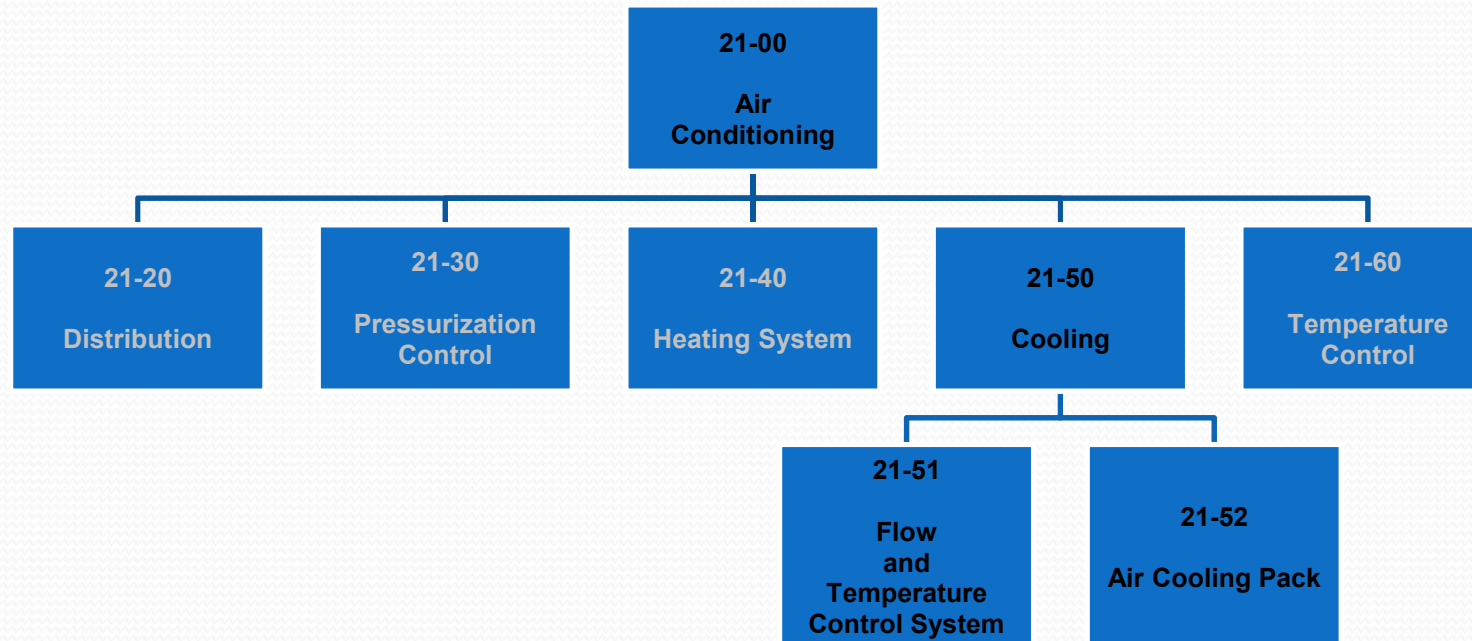 21-00
Air
Conditioning
21-20
Distribution
21-30
Pressurization
Control
21-40
Heating System
21-50
Cooling
21-60
Temperature
Control
21-51
Flow
and
Temperature
Control System
21-52
Air Cooling Pack